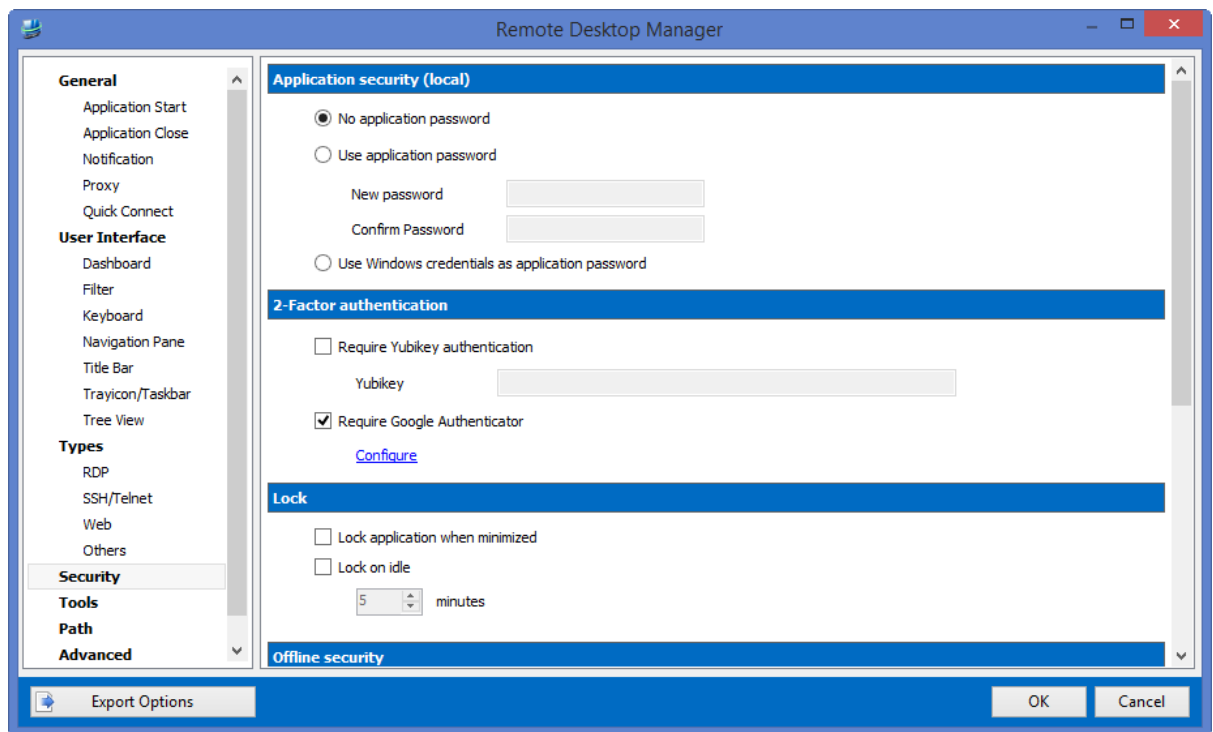 Remote Desktop Manager
General
Application Start
Application Close
Notification
Proxy
Quick Connect
User Interface
Dashboard
Filter
Keyboard
Navigation Pane
Title Bar
Trayicon/Taskbar
Tree View
Types
RDP
SSH/Telnet
Web
Others
Security
Tools
Path
Advanced
Application security (local)
No application password
Use application password
New password
Confirm Password
Use Windows credentials as application password
2-Factor authentication
Require Yubikey authentication
Yubikey
Require Google Authenticator
Configure
Lock
Lock application when minimized
Lock on idle
5 minutes
Offline security
Export Options
OK
Cancel